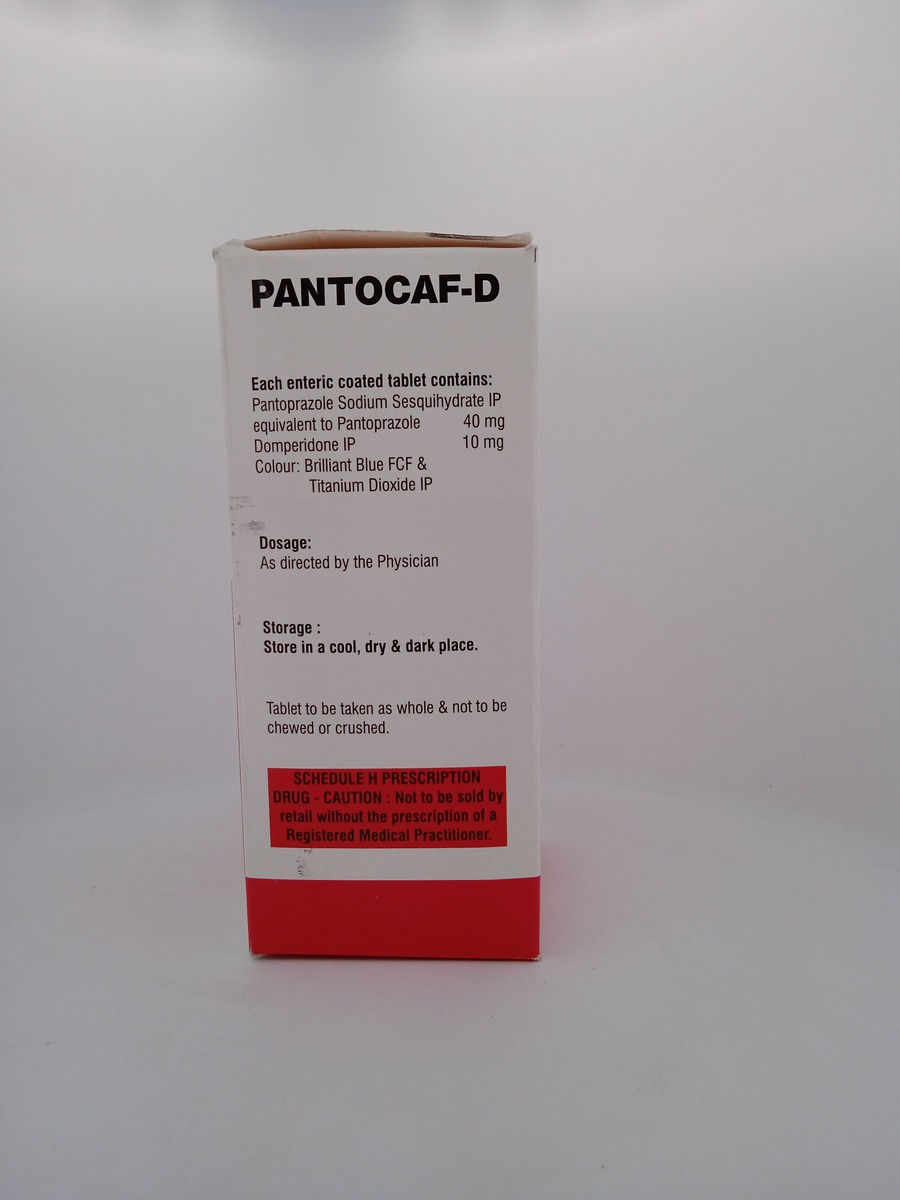 PANTOCAF-D
Each enteric coated tablet contains:
Pantoprazole Sodium Sesquihydrate IP
equivalent to Pantoprazole 40 mg
Domperidone IP 10 mg
Colour: Brilliant Blue FCF &
Titanium Dioxide IP
Dosage:
As directed by the Physician
Storage :
Store in a cool, dry & dark place.
Tablet to be taken as whole & not to be
chewed or crushed.
SCHEDULE H PRESCRIPTION
DRUG - CAUTION : Not to be sold by
retail without the prescription of a
Registered Medical Practitioner.